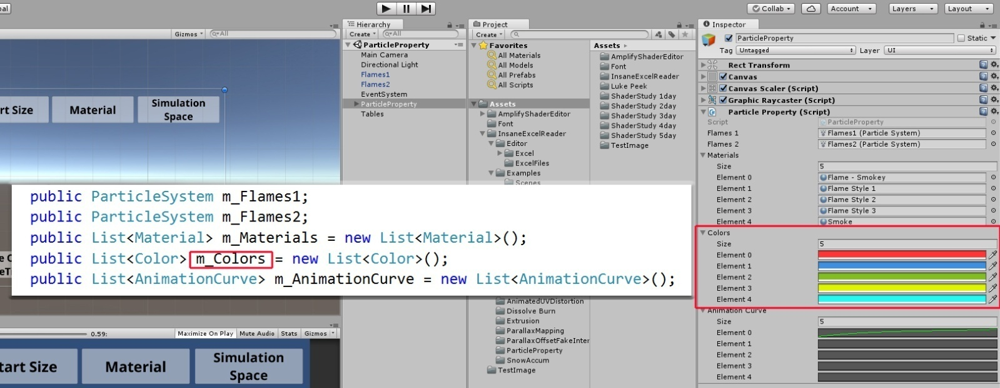 Collab
Account
Layers
Layout
Gizmos
All
rt Size
Material
Simulation
Space
Hierarchy
Create
All
ParticleProperty
Main Camera
Directional Light
Flames1
Flames2
EventSystem
ParticleProperty
Tables
Project
Create
Favorites
All Materials
All Models
All Prefabs
All Scripts
Assets
AmplifyShaderEditor
Font
InsaneExcelReader
Editor
Excel
ExcelFiles
Examples
Scenes
AnimatedUVDistortion
Dissolve Burn
Extrusion
ParallaxMapping
ParallaxOffsetFakeInter
ParticleProperty
SnowAccum
TestImage
Assets
AmplifyShaderEditor
Font
InsaneExcelReader
Luke Peek
ShaderStudy 1day
ShaderStudy 2day
ShaderStudy 3day
ShaderStudy 4day
ShaderStudy 5day
TestImage
public ParticleSystem m_Flames1;
public ParticleSystem m_Flames2;
public List<Material> m_Materials = new List<Material>();
public List<Color> m_Colors = new List<Color>();
public List<AnimationCurve> m_AnimationCurve = new List<AnimationCurve>();
0.59:
Maximize On Play Mute Audio Stats Gizmos
tart Size
Material
Simulation
Space
Inspector
ParticleProperty Static
Tag Untagged Layer UI
Rect Transform
Canvas
Canvas Scaler (Script)
Graphic Raycaster (Script)
Particle Property (Script)
Script ParticleProperty
Flames 1 Flames1 (Particle System)
Flames 2 Flames2 (Particle System)
Materials
Size 5
Element 0 Flame - Smokey
Element 1 Flame Style 1
Element 2 Flame Style 2
Element 3 Flame Style 3
Element 4 Smoke
Colors
Size 5
Element 0
Element 1
Element 2
Element 3
Element 4
Animation Curve
Size 5
Element 0
Element 1
Element 2
Element 3
Element 4